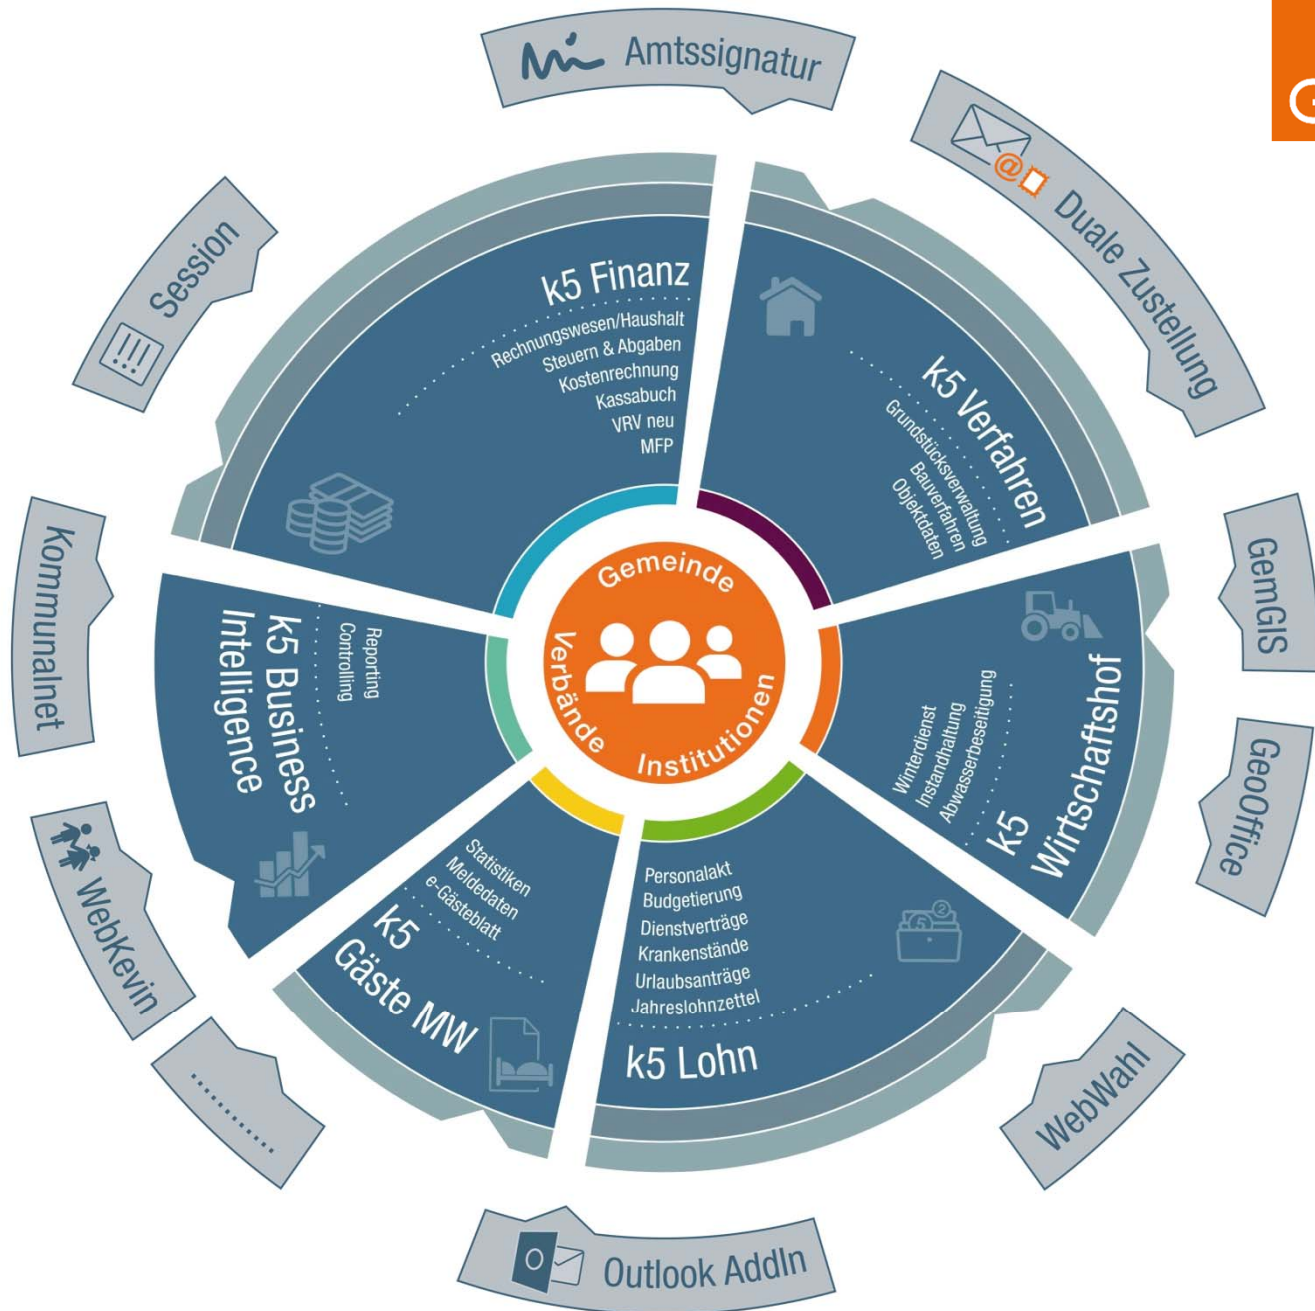 Amtssignatur
Duale Zustellung
GemGIS
GeoOffice
WebWahl
Outlook AddIn
...........
WebKevin
Kommunalnet
Session
k5 Finanz
Rechnungswesen/Haushalt
Steuern & Abgaben
Kostenrechnung
Kassabuch
VRV neu
MFP
k5 Verfahren
Grundstücksverwaltung
Bauverfahren
Objektdaten
k5
Wirtschaftshof
Winterdienst
Instandhaltung
Abwasserbeseitigung
Personalakt
Budgetierung
Dienstverträge
Krankenstände
Urlaubsanträge
Jahreslohnzettel
k5 Lohn
Statistiken
Meldedaten
e-Gästeblatt
k5
Gäste MW
k5 Business
Intelligence
Reporting
Controlling
Gemeinde
Verbände
Institutionen